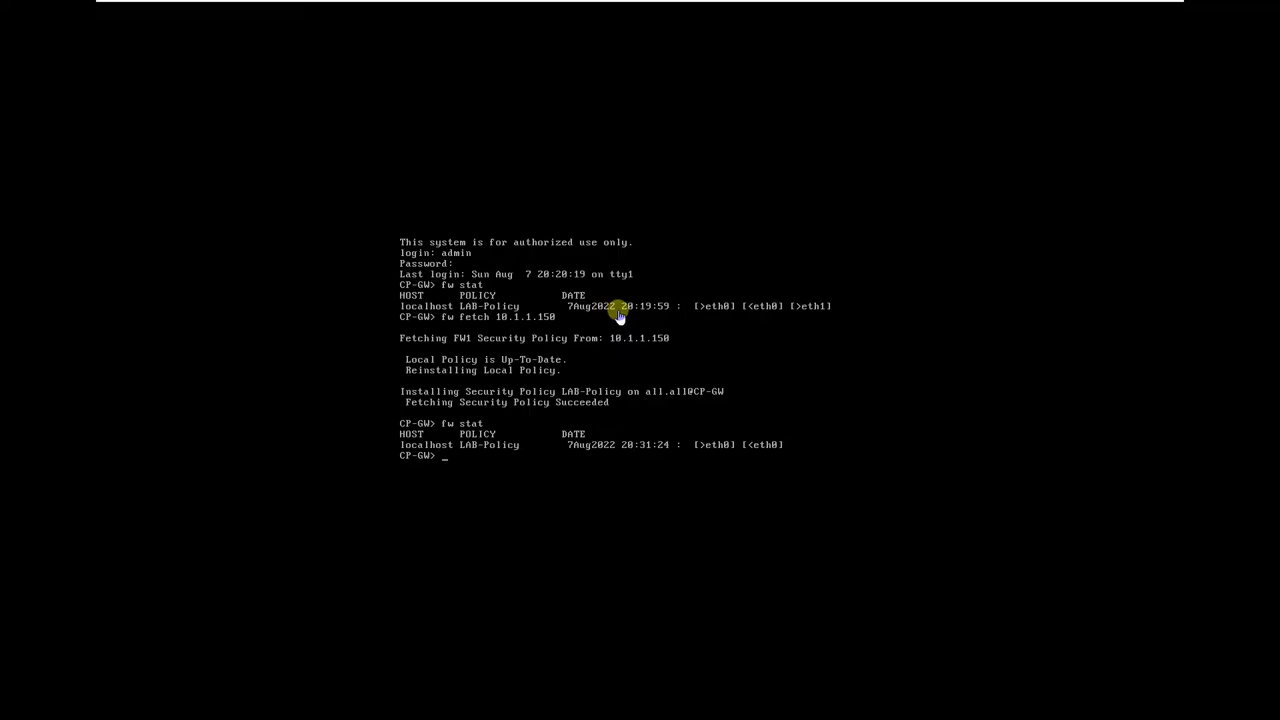 This system is for authorized use only.
login: admin
Password:
Last login: Sun Aug  7 20:20:19 on tty1
CP-GW> fw stat
HOST      POLICY           DATE
localhost LAB-Policy        7Aug2022 20:19:59 :  [>eth0] [<eth0] [>eth1]
CP-GW> fw fetch 10.1.1.150
Fetching FW1 Security Policy From: 10.1.1.150
Local Policy is Up-To-Date.
Reinstalling Local Policy.
Installing Security Policy LAB-Policy on all.all@CP-GW
Fetching Security Policy Succeeded
CP-GW> fw stat
HOST      POLICY           DATE
localhost LAB-Policy        7Aug2022 20:31:24 :  [>eth0] [<eth0]
CP-GW> _